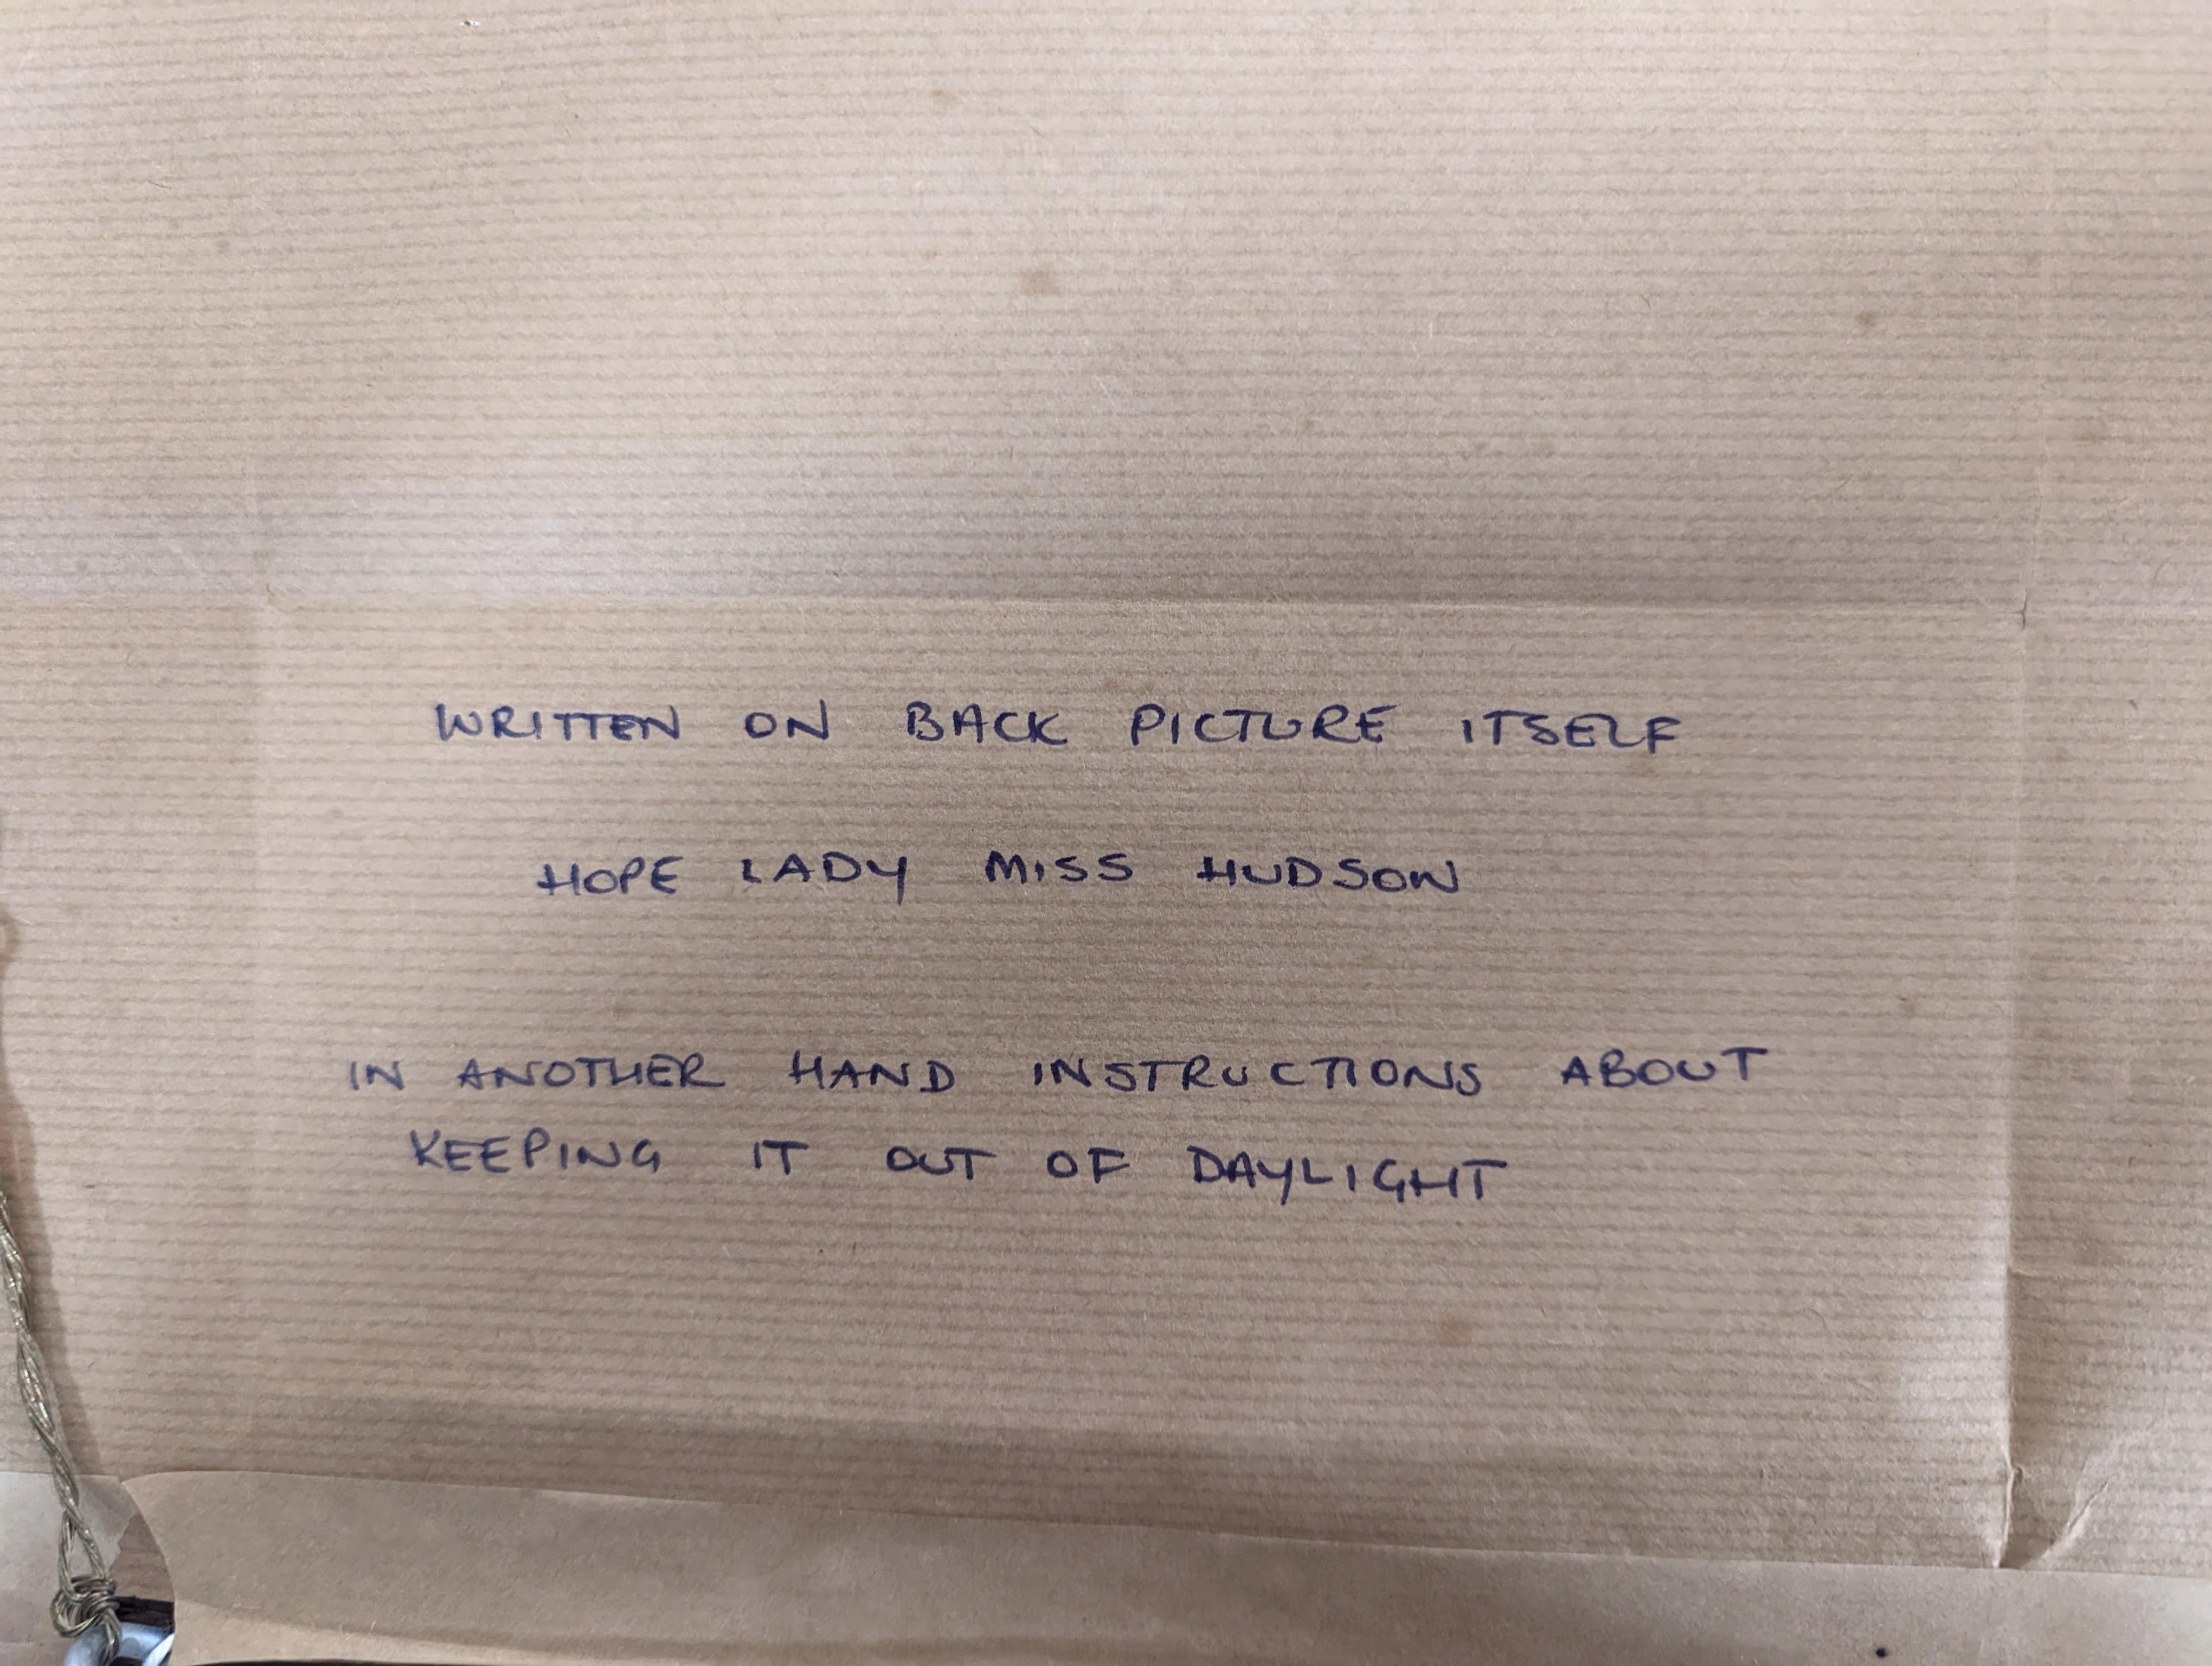 WRITTEN ON BACK PICTURE ITSELF
HOPE LADY MISS HUDSON
IN ANOTHER HAND INSTRUCTIONS ABOUT
KEEPING IT OUT OF DAYLIGHT